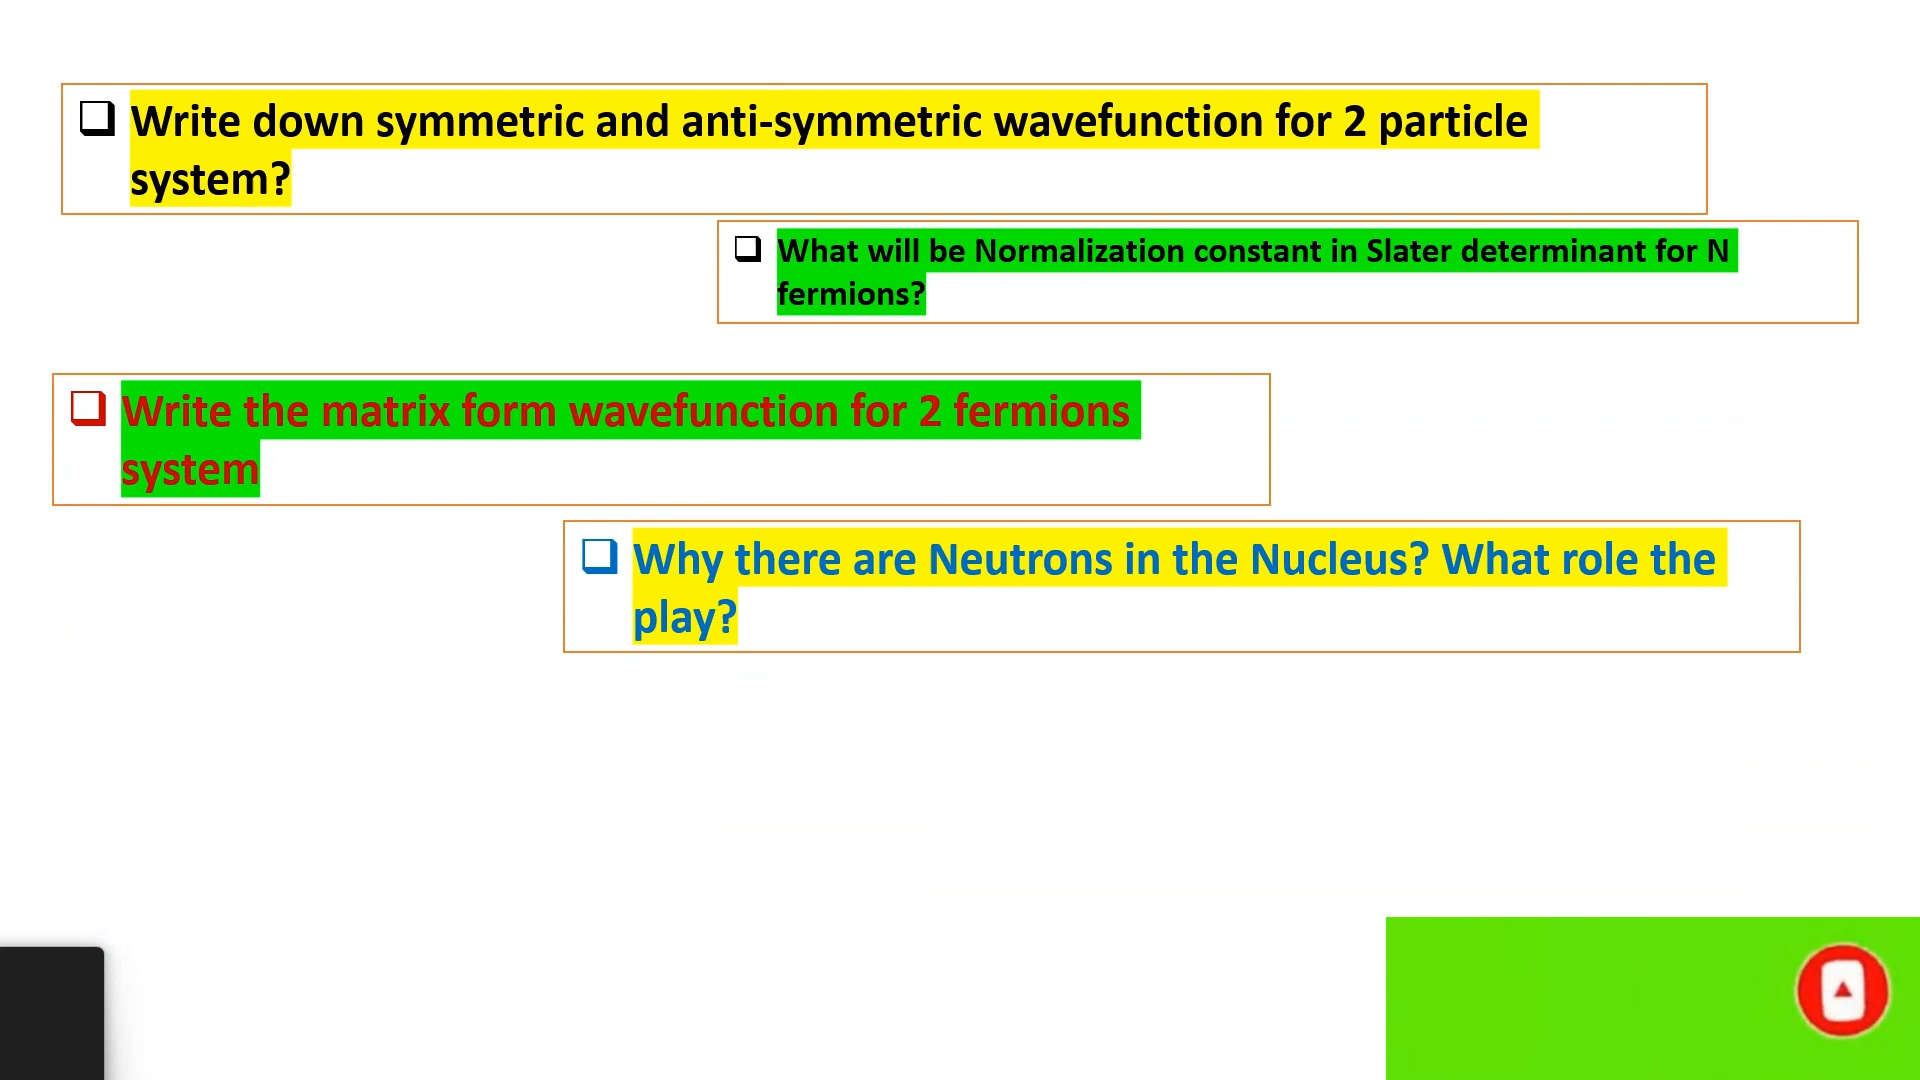 Write down symmetric and anti-symmetric wavefunction for 2 particle
system?
What will be Normalization constant in Slater determinant for N
fermions?
Write the matrix form wavefunction for 2 fermions
system
Why there are Neutrons in the Nucleus? What role the
play?